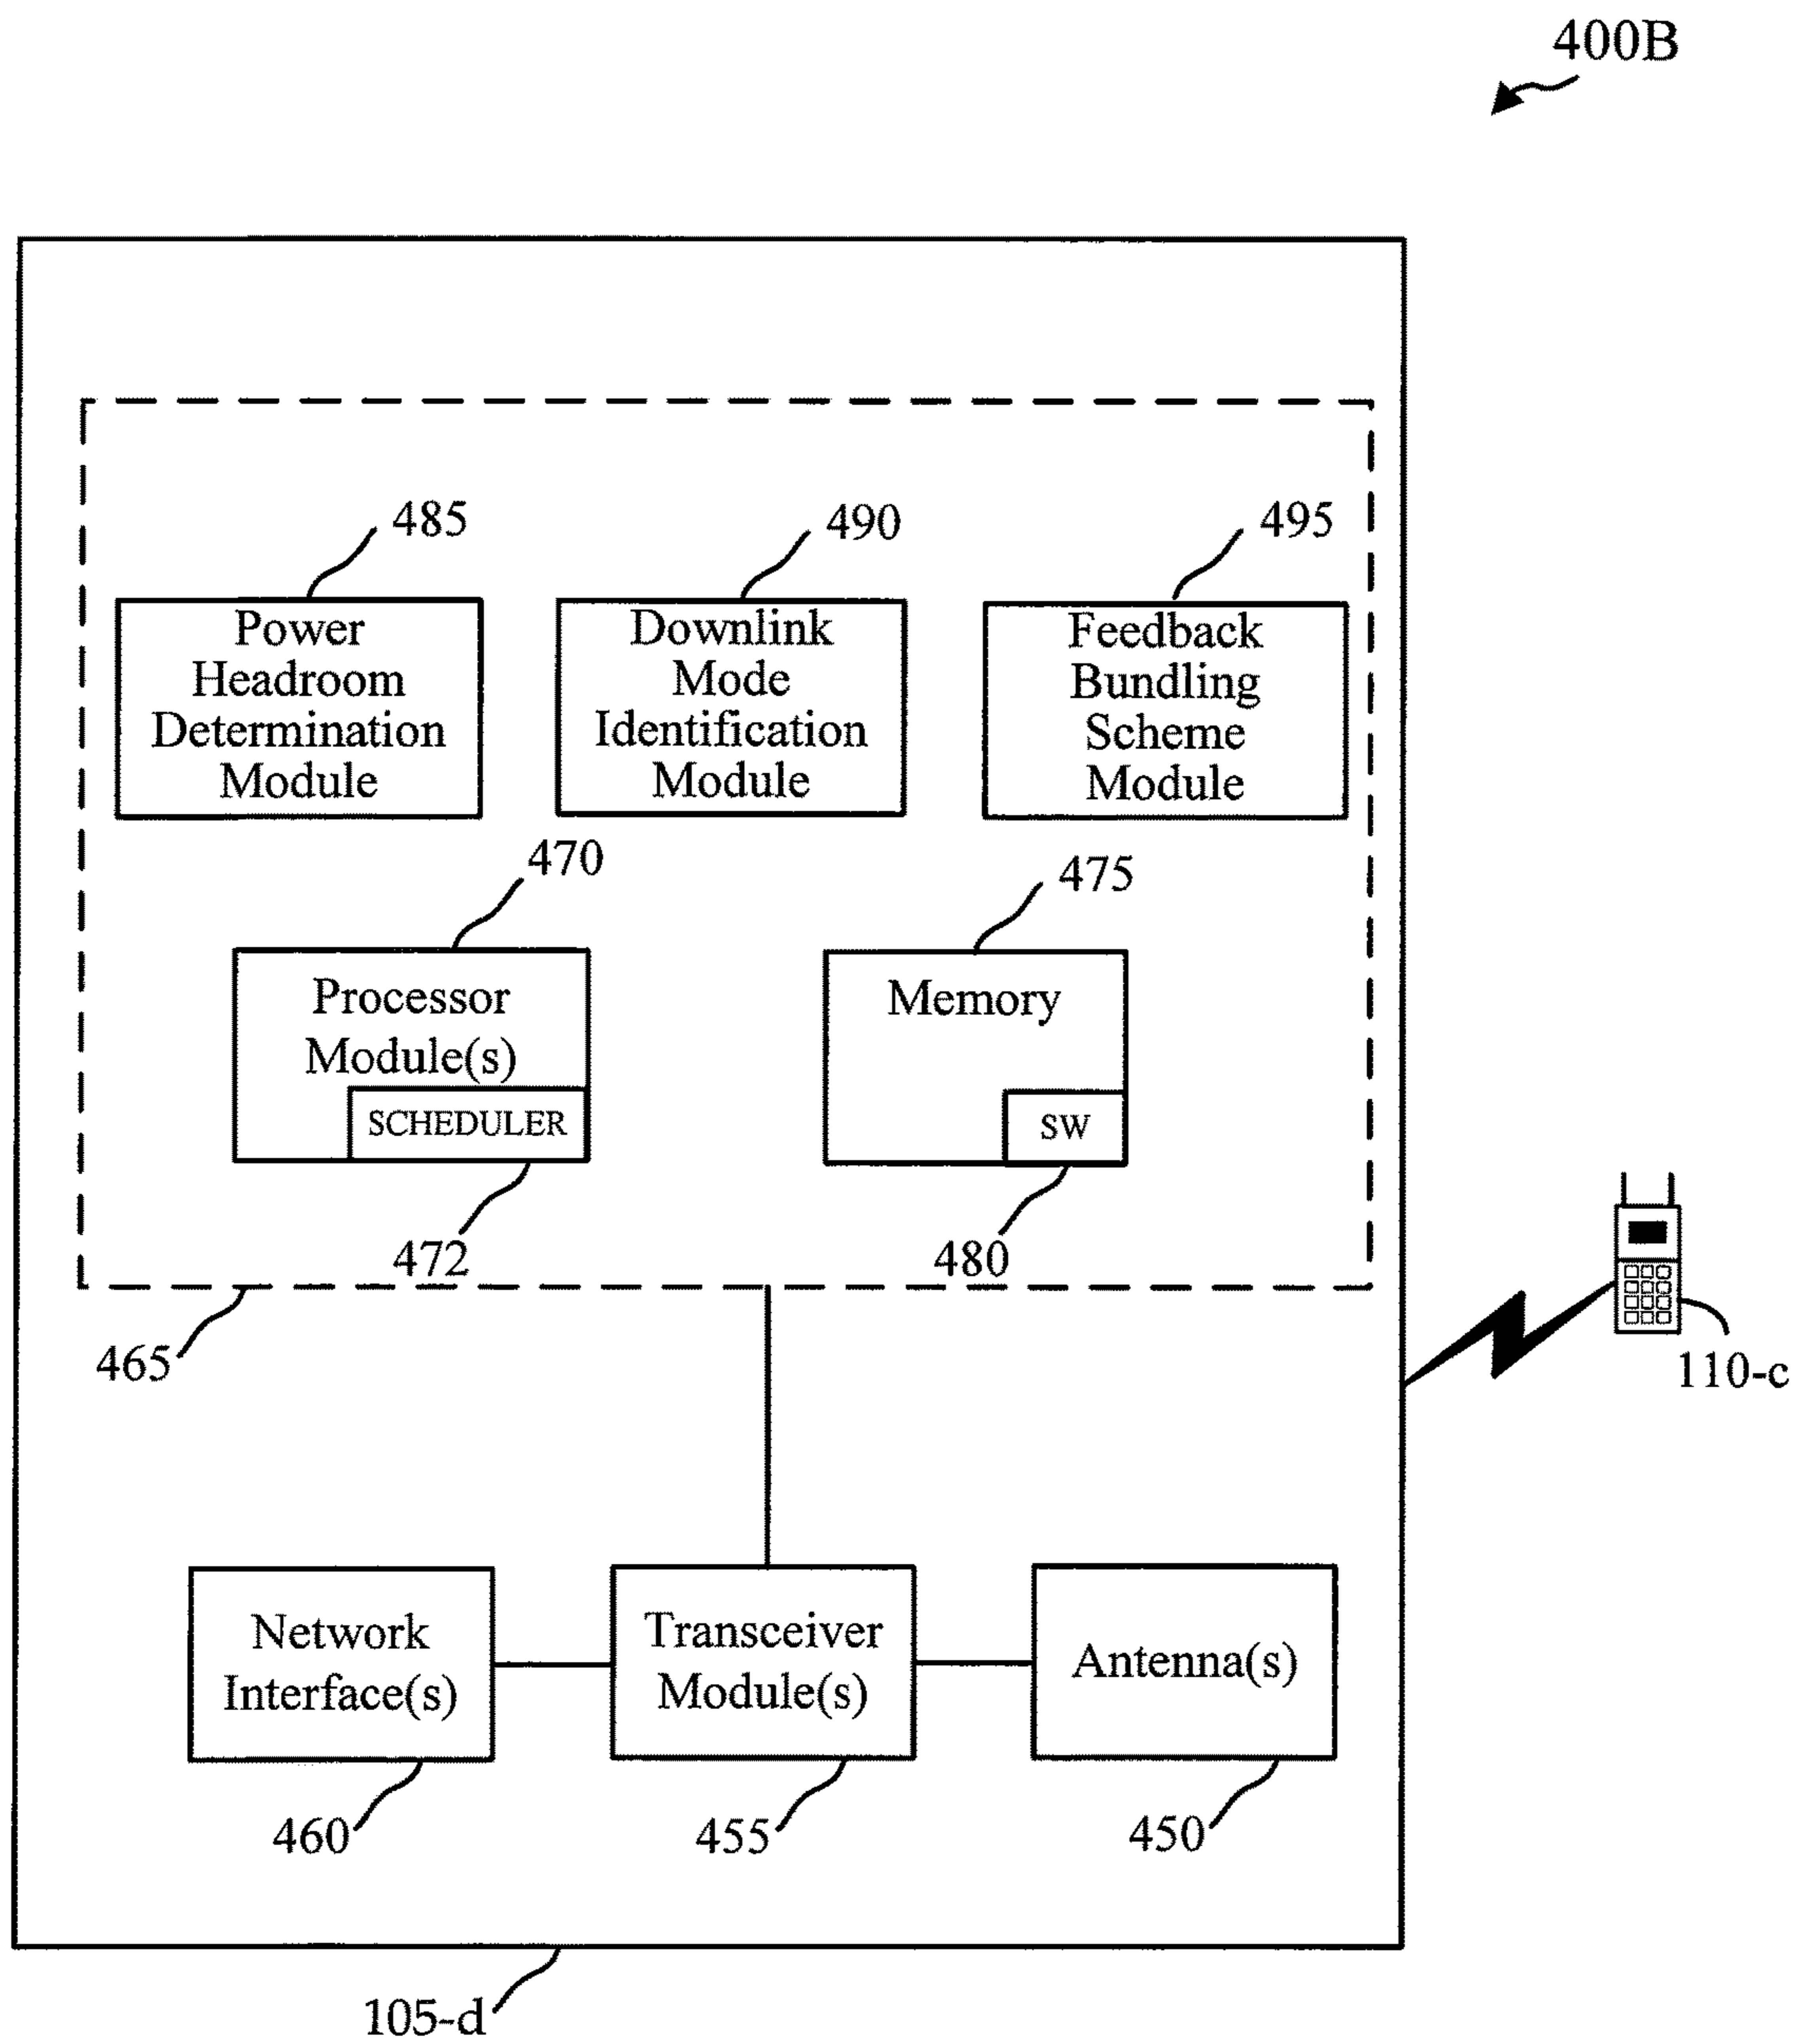 400B
485
490
495
Power
Headroom
Determination
Module
Downlink
Mode
Identification
Module
Feedback
Bundling
Scheme
Module
470
475
Processor
Module(s)
SCHEDULER
Memory
SW
472
480
465
110-c
Network
Interface(s)
Transceiver
Module(s)
Antenna(s)
460
455
450
105-d